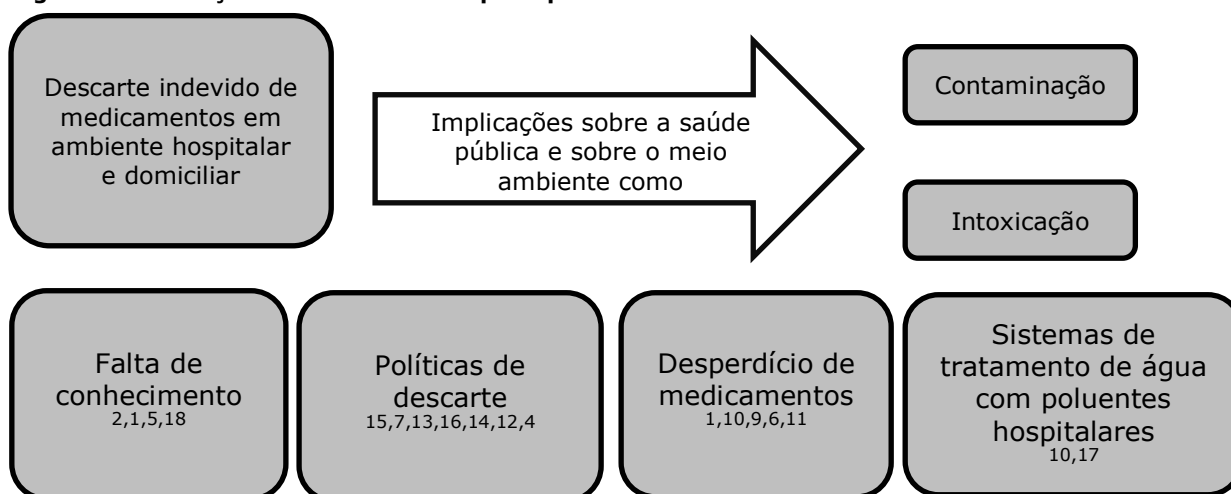 Descarte indevido de
medicamentos em
ambiente hospitalar
e domiciliar
Implicações sobre a saúde
pública e sobre o meio
ambiente como
Contaminação
Intoxicação
Falta de
conhecimento
2,1,5,18
Políticas de
descarte
15,7,13,16,14,12,4
Desperdício de
medicamentos
1,10,9,6,11
Sistemas de
tratamento de água
com poluentes
hospitalares
10,17